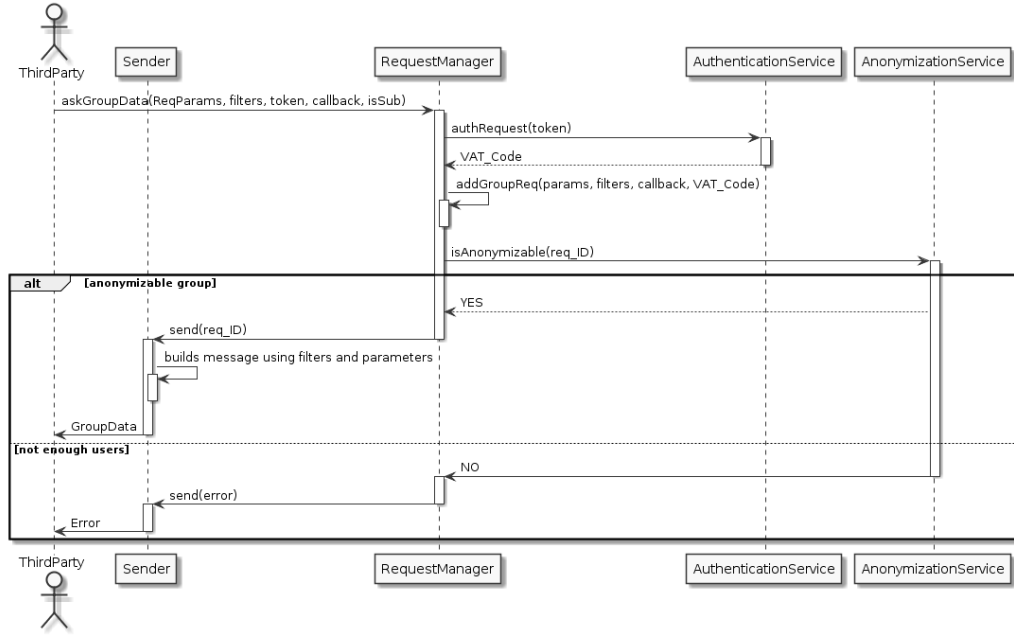 ThirdParty
Sender
RequestManager
AuthenticationService
AnonymizationService
askGroupData(ReqParams, filters, token, callback, isSub)
authRequest(token)
VAT_Code
addGroupReq(params, filters, callback, VAT_Code)
isAnonymizable(req_ID)
alt
[anonymizable group]
YES
send(req_ID)
builds message using filters and parameters
GroupData
[not enough users]
NO
send(error)
Error
ThirdParty
Sender
RequestManager
AuthenticationService
AnonymizationService